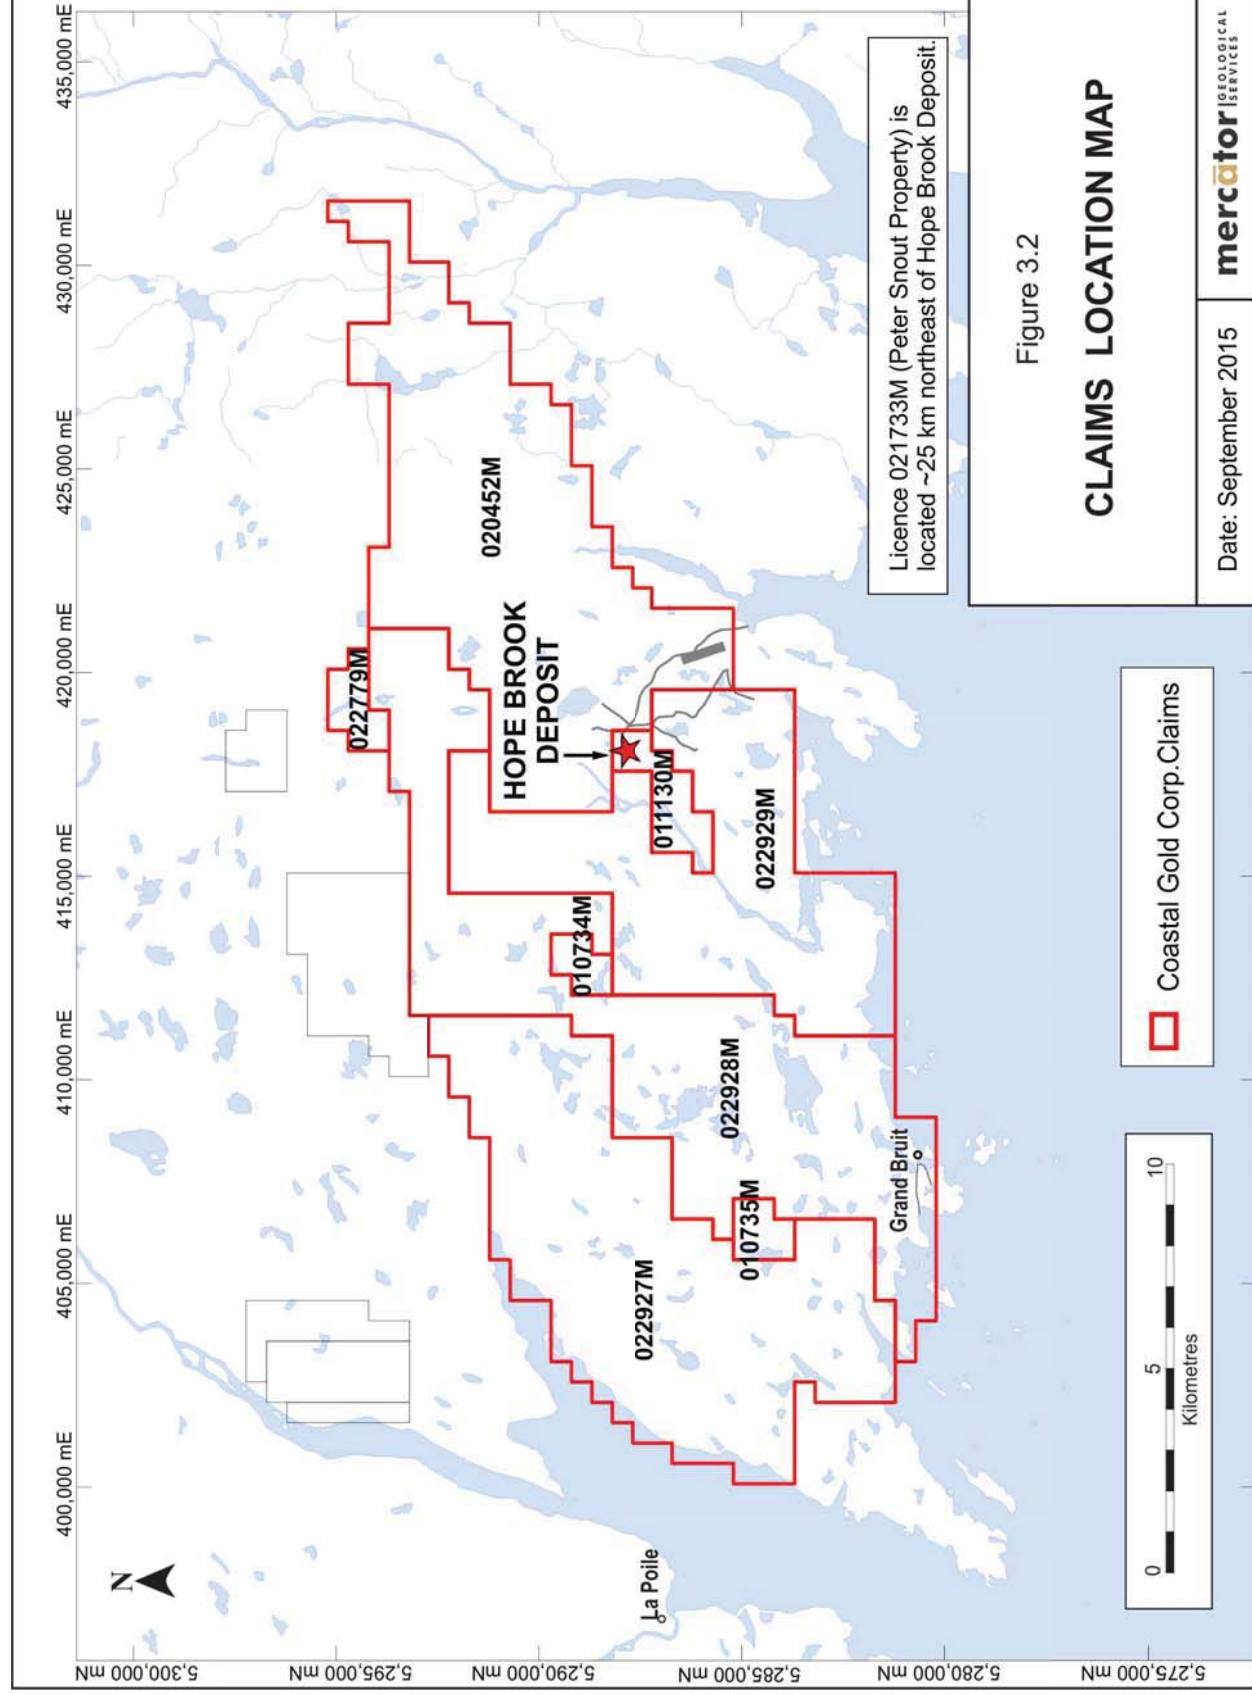 400,000 mE
405,000 mE
410,000 mE
415,000 mE
420,000 mE
425,000 mE
430,000 mE
435,000 mE
5,300,000 mN
5,295,000 mN
5,290,000 mN
5,285,000 mN
5,280,000 mN
5,275,000 mN
N
022779M
020452M
HOPE BROOK
DEPOSIT
010734M
011130M
022929M
022928M
010735M
022927M
La Poile
Grand Bruit
Licence 021733M (Peter Snout Property) is
located ~25 km northeast of Hope Brook Deposit.
0
5
10
Kilometres
Coastal Gold Corp.Claims
Figure 3.2
CLAIMS LOCATION MAP
Date: September 2015
mercātor
GEOLOGICAL
SERVICES